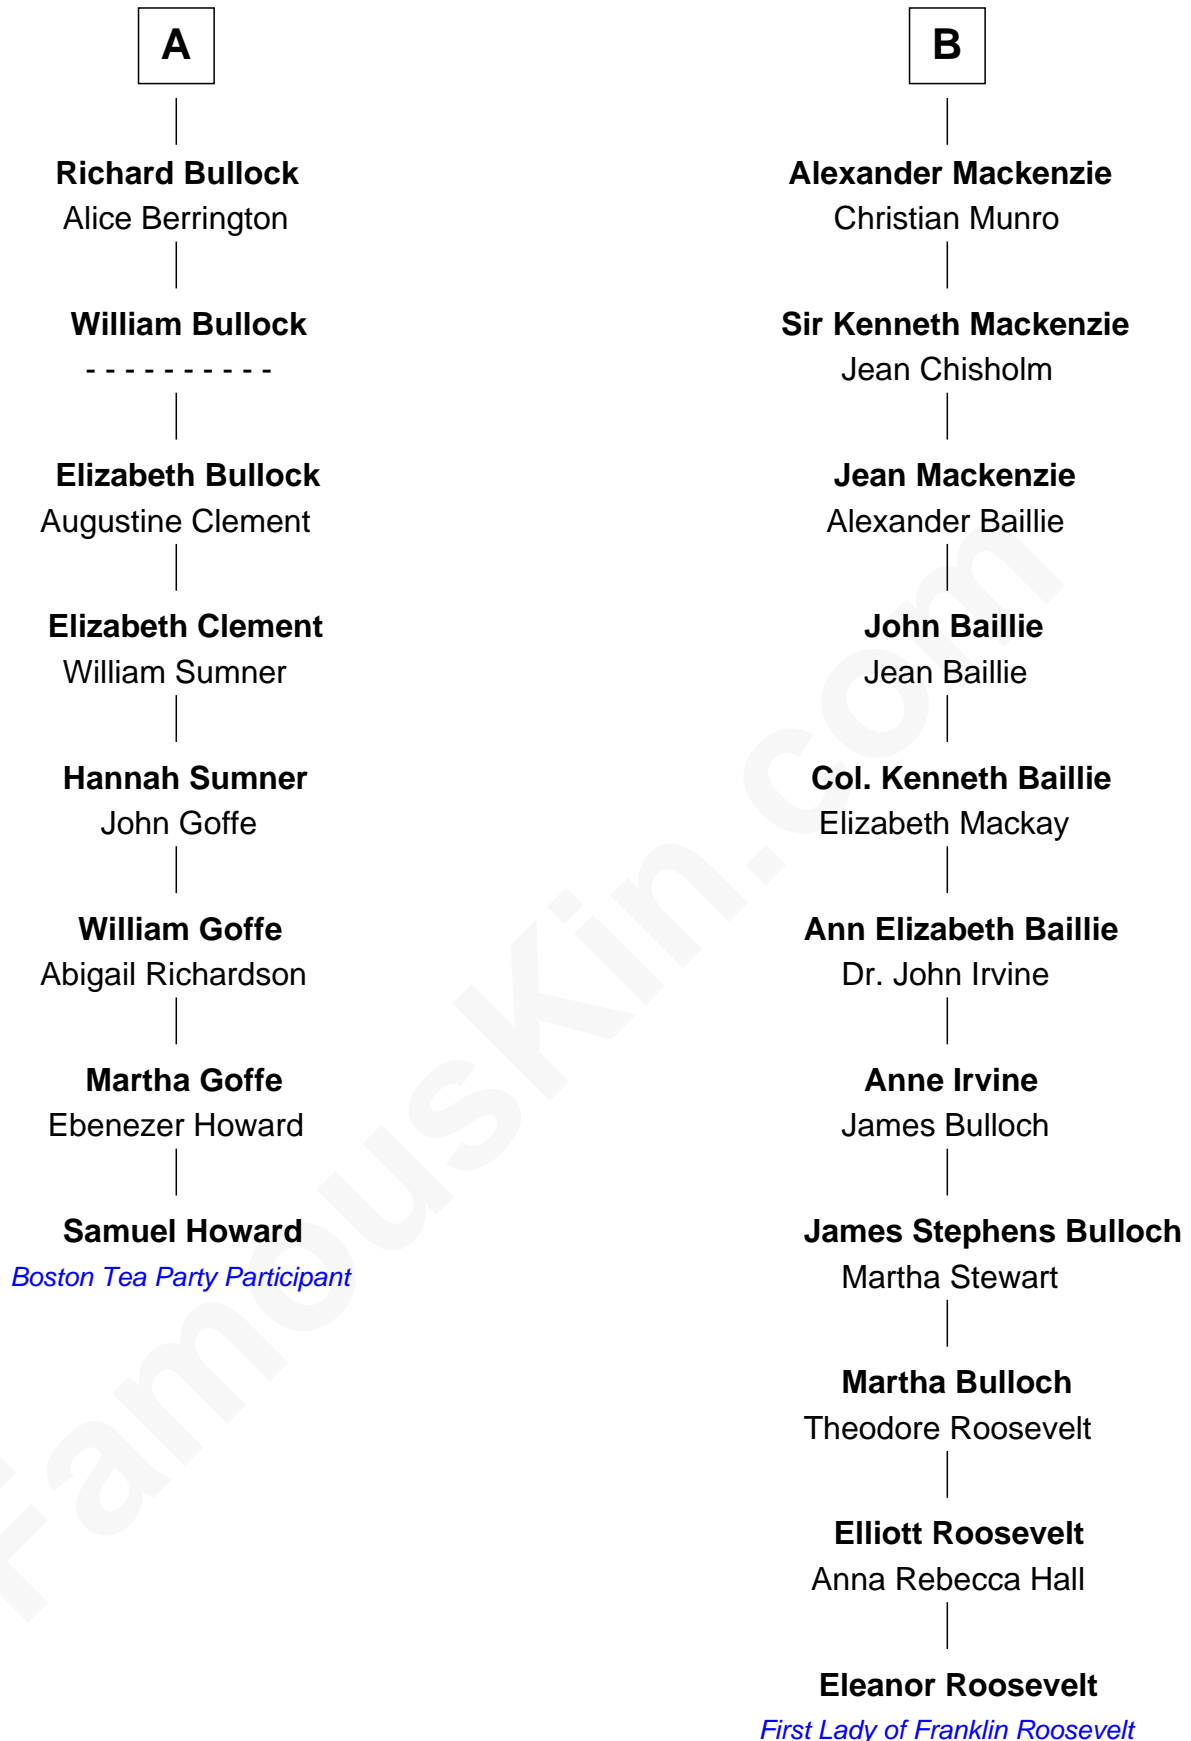 A
Richard Bullock
Alice Berrington
William Bullock
- - - - - - - - - -
Elizabeth Bullock
Augustine Clement
Elizabeth Clement
William Sumner
Hannah Sumner
John Goffe
William Goffe
Abigail Richardson
Martha Goffe
Ebenezer Howard
Samuel Howard
Boston Tea Party Participant
B
Alexander Mackenzie
Christian Munro
Sir Kenneth Mackenzie
Jean Chisholm
Jean Mackenzie
Alexander Baillie
John Baillie
Jean Baillie
Col. Kenneth Baillie
Elizabeth Mackay
Ann Elizabeth Baillie
Dr. John Irvine
Anne Irvine
James Bulloch
James Stephens Bulloch
Martha Stewart
Martha Bulloch
Theodore Roosevelt
Elliott Roosevelt
Anna Rebecca Hall
Eleanor Roosevelt
First Lady of Franklin Roosevelt
FamousKin.com